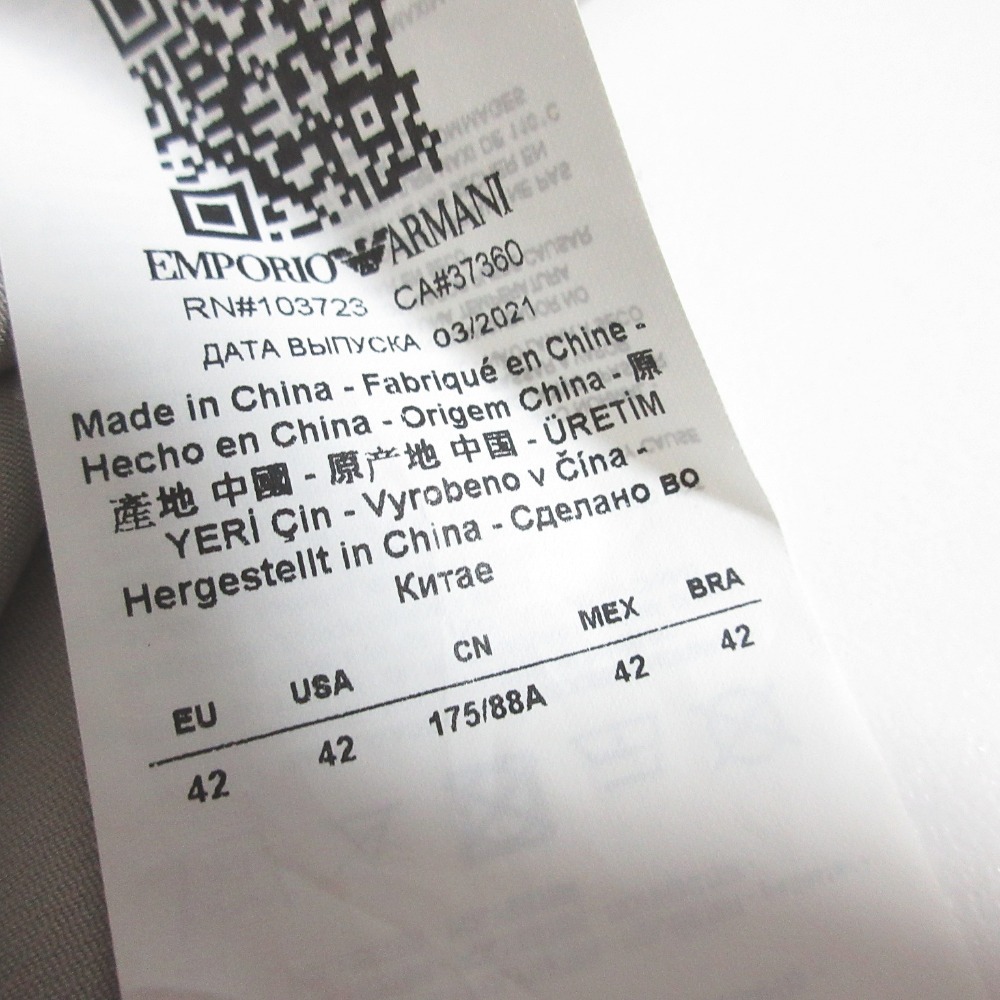 EMPORIO ARMANI
RN#103723 CA#37360
ДАТА ВЫПУСКА 03/2021
Made in China - Fabriqué en Chine -
Hecho en China - Origem China - 原
產地 中國 - 原产地 中国 - ÜRETİM
YERİ Çin - Vyrobeno v Čína -
Hergestellt in China - Сделано во
Китае
EU USA CN MEX BRA
42 42 175/88A 42 42